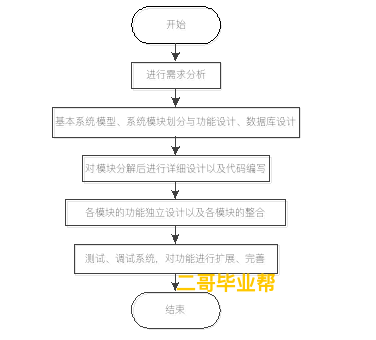 开始
进行需求分析
基本系统模型、系统模块划分与功能设计、数据库设计
对模块分解后进行详细设计以及代码编写
各模块的功能独立设计以及各模块的整合
测试、调试系统，对功能进行扩展、完善
二哥毕业帮
结束